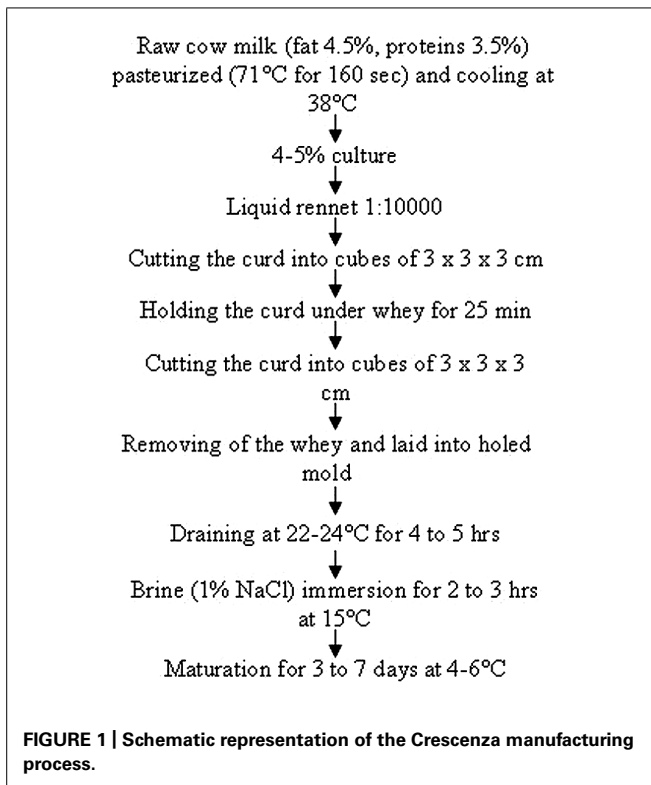 Raw cow milk (fat 4.5%, proteins 3.5%)
pasteurized (71°C for 160 sec) and cooling at
38°C
4-5% culture
Liquid rennet 1:10000
Cutting the curd into cubes of 3 x 3 x 3 cm
Holding the curd under whey for 25 min
Cutting the curd into cubes of 3 x 3 x 3
cm
Removing of the whey and laid into holed
mold
Draining at 22-24°C for 4 to 5 hrs
Brine (1% NaCl) immersion for 2 to 3 hrs
at 15°C
Maturation for 3 to 7 days at 4-6°C
FIGURE 1 | Schematic representation of the Crescenza manufacturing
process.